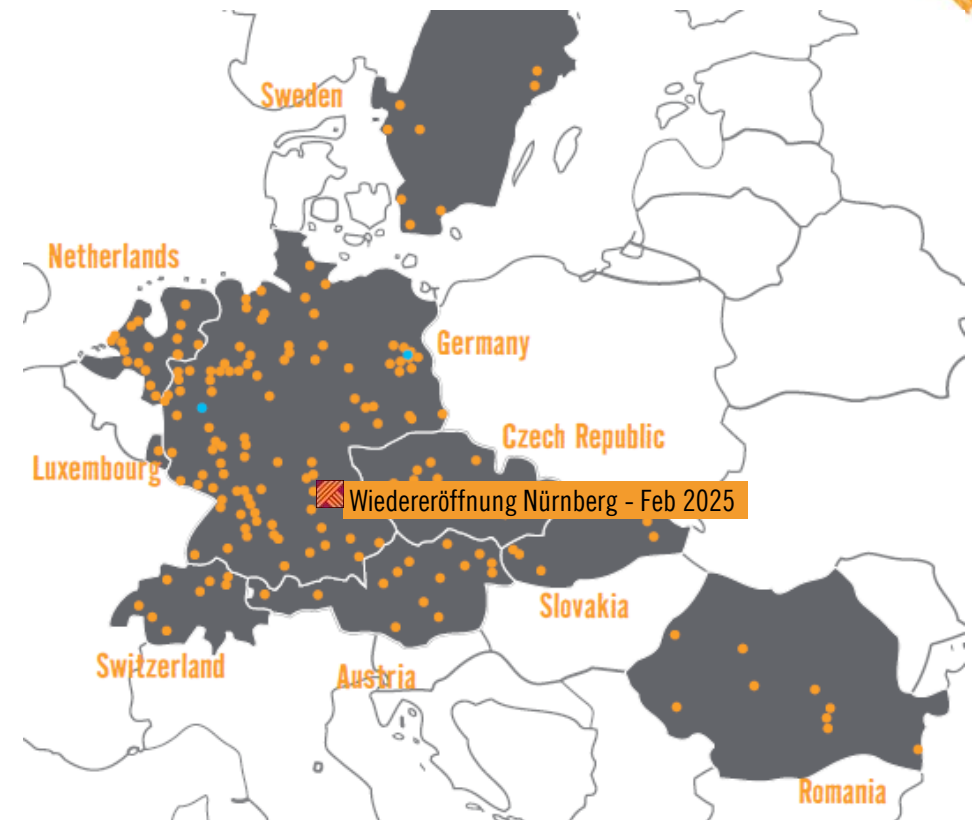 Sweden
Netherlands
Germany
Czech Republic
Luxembourg
Wiedereröffnung Nürnberg - Feb 2025
Slovakia
Switzerland
Austria
Romania